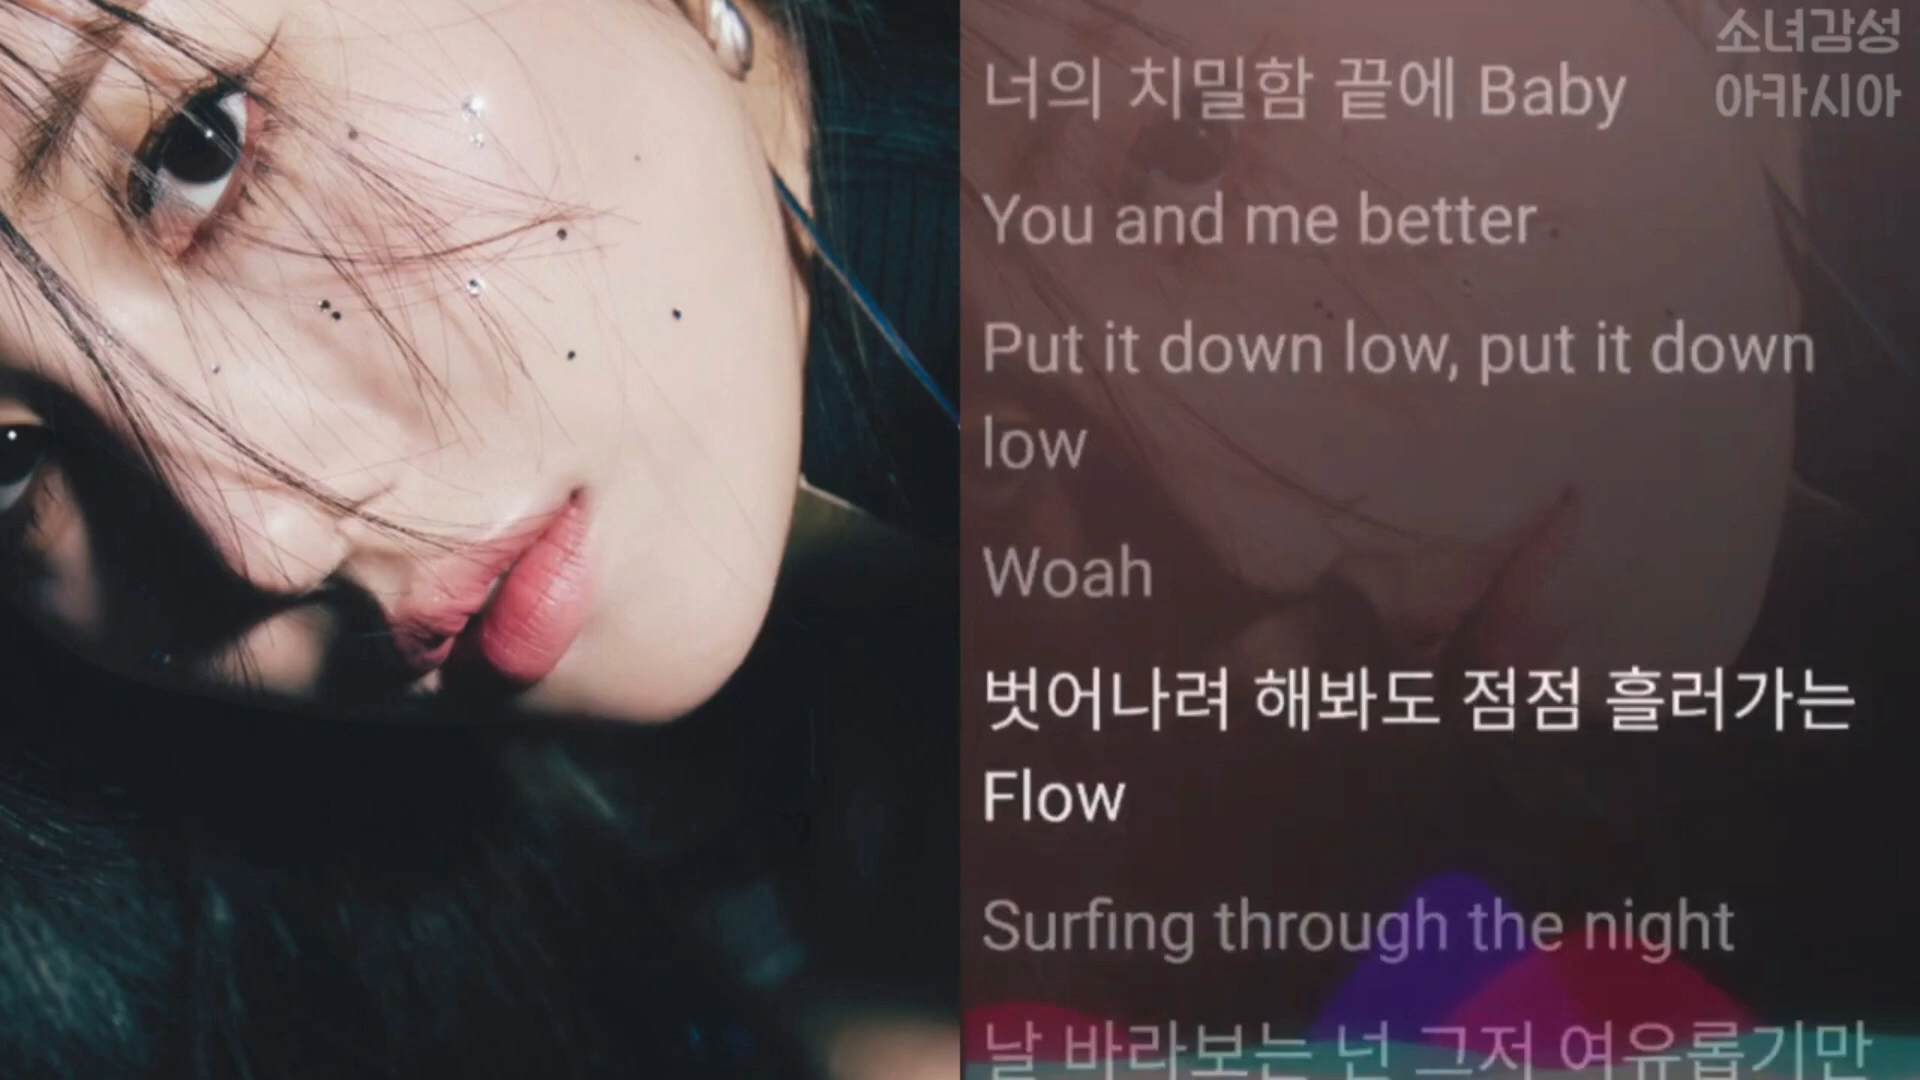 소녀감성
아카시아
너의 치밀함 끝에 Baby
You and me better
Put it down low, put it down
low
Woah
벗어나려 해봐도 점점 흘러가는
Flow
Surfing through the night
날 바라보는 넌 그저 여유롭기만